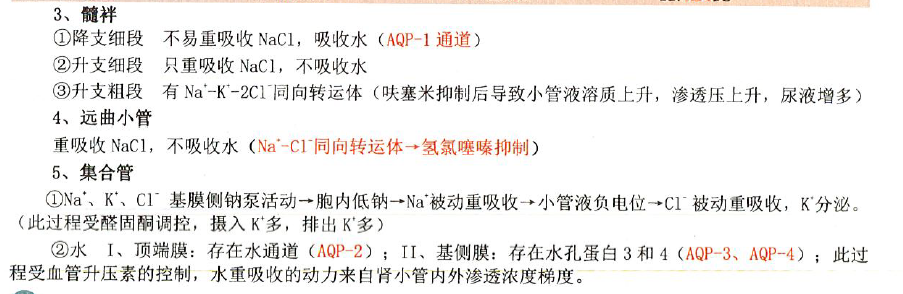 3、髓袢
①降支细段 不易重吸收 NaCl，吸收水（AQP-1 通道）
②升支细段 只重吸收 NaCl，不吸收水
③升支粗段 有 Na⁺-K⁺-2Cl⁻同向转运体（呋塞米抑制后导致小管液溶质上升，渗透压上升，尿液增多）
4、远曲小管
重吸收 NaCl，不吸收水（Na⁺-Cl⁻同向转运体→氢氯噻嗪抑制）
5、集合管
①Na⁺、K⁺、Cl⁻ 基膜侧钠泵活动→胞内低钠→Na⁺被动重吸收→小管液负电位→Cl⁻被动重吸收，K⁺分泌。
（此过程受醛固酮调控，摄入 K⁺多，排出 K⁺多）
②水 I、顶端膜：存在水通道（AQP-2）；II、基侧膜：存在水孔蛋白 3 和 4（AQP-3、AQP-4）；此过
程受血管升压素的控制，水重吸收的动力来自肾小管内外渗透浓度梯度。